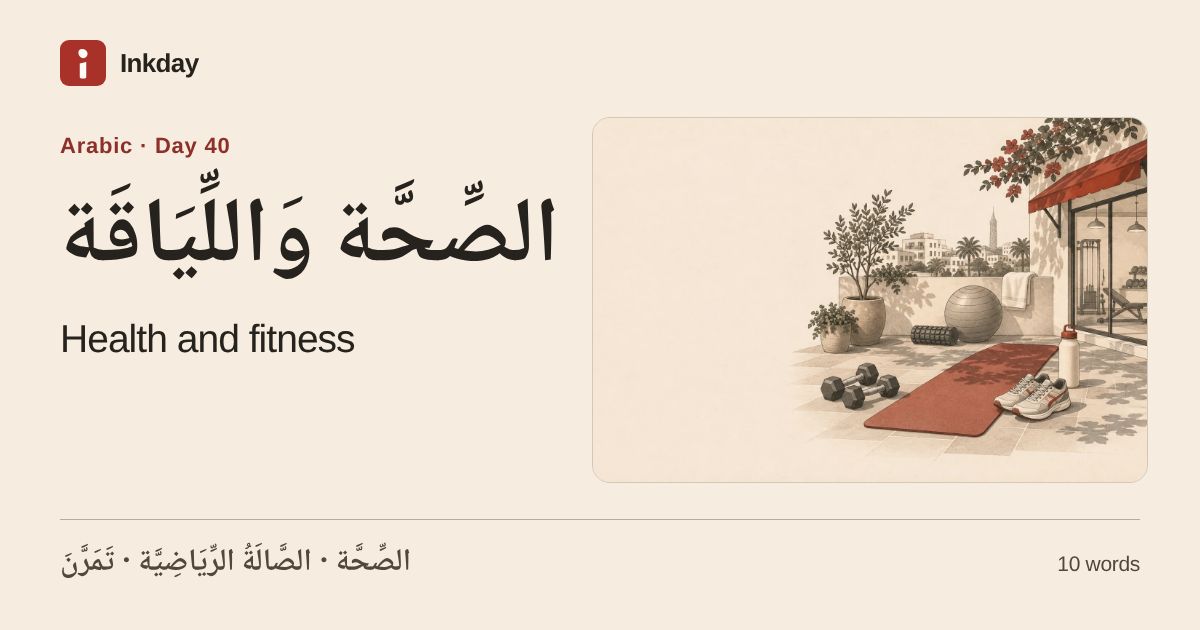 Inkday
Arabic · Day 40
الصِّحَّة وَاللِّيَاقَة
Health and fitness
الصِّحَّة · الصَّالَةُ الرِّيَاضِيَّة · تَمَرَّنَ
10 words